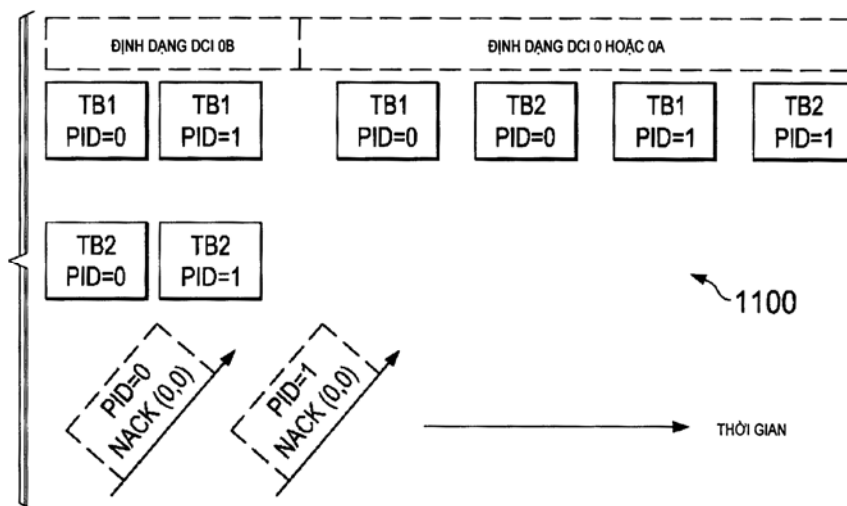 ĐỊNH DẠNG DCI 0B
ĐỊNH DẠNG DCI 0 HOẶC 0A
TB1
PID=0
TB1
PID=1
TB1
PID=0
TB2
PID=0
TB1
PID=1
TB2
PID=1
TB2
PID=0
TB2
PID=1
1100
PID=0
NACK (0,0)
PID=1
NACK (0,0)
THỜI GIAN